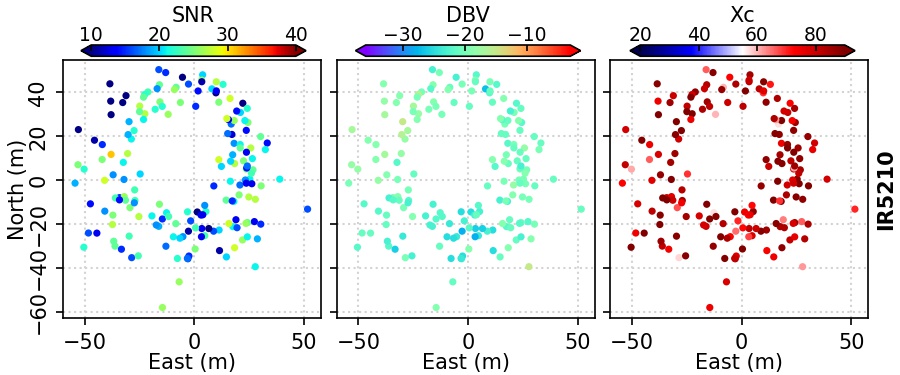 SNR DBV Xc
10 20 30 40 −30 −20 −10 20 40 60 80
40
20
0
−20
−40
−60
North (m)
IR5210
−50 0 50 −50 0 50 −50 0 50
East (m) East (m) East (m)